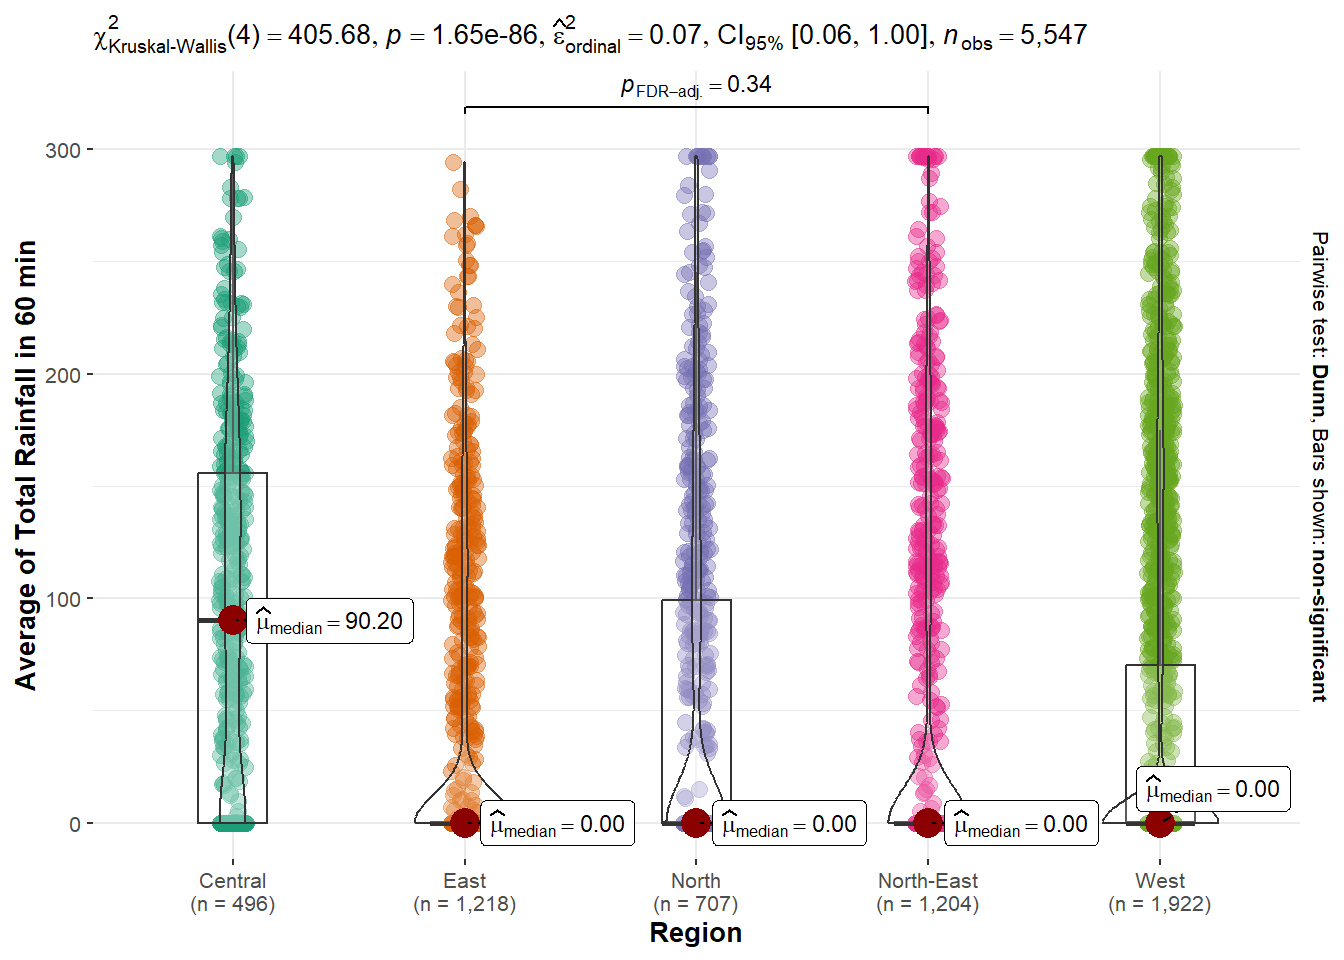 χ²Kruskal-Wallis(4) = 405.68, p = 1.65e-86, ε̂²ordinal = 0.07, CI95% [0.06, 1.00], nobs = 5,547
pFDR–adj. = 0.34
Average of Total Rainfall in 60 min
300
200
100
0
μ̂median = 90.20
μ̂median = 0.00
μ̂median = 0.00
μ̂median = 0.00
μ̂median = 0.00
Pairwise test: Dunn, Bars shown: non-significant
Central
(n = 496)
East
(n = 1,218)
North
(n = 707)
North-East
(n = 1,204)
West
(n = 1,922)
Region